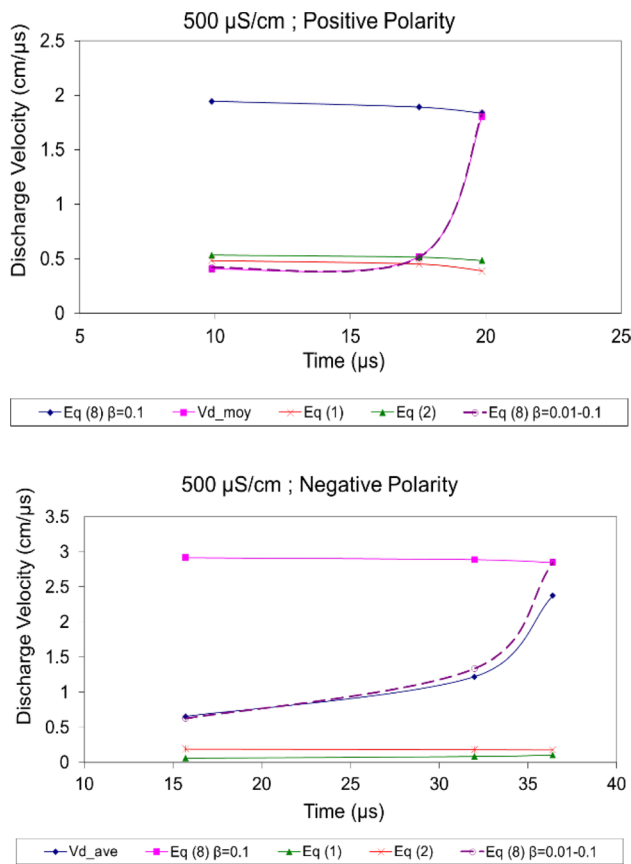 500 µS/cm ; Positive Polarity
Discharge Velocity (cm/µs)
2.5
2
1.5
1
0.5
0
5 10 15 20 25
Time (µs)
Eq (8) β=0.1 Vd_moy Eq (1) Eq (2) Eq (8) β=0.01-0.1
500 µS/cm ; Negative Polarity
Discharge Velocity (cm/µs)
3.5
3
2.5
2
1.5
1
0.5
0
10 15 20 25 30 35 40
Time (µs)
Vd_ave Eq (8) β=0.1 Eq (1) Eq (2) Eq (8) β=0.01-0.1